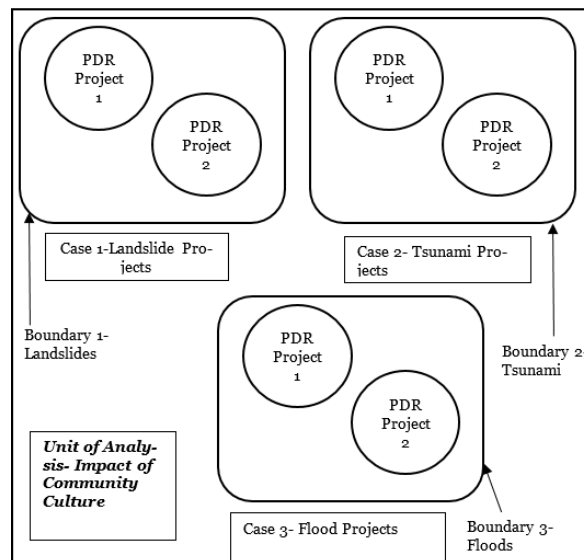 PDR
Project
1
PDR
Project
2
PDR
Project
1
PDR
Project
2
Case 1-Landslide Pro-
jects
Case 2- Tsunami Pro-
jects
Boundary 1-
Landslides
Boundary 2-
Tsunami
PDR
Project
1
PDR
Project
2
Unit of Analy-
sis- Impact of
Community
Culture
Case 3- Flood Projects
Boundary 3-
Floods